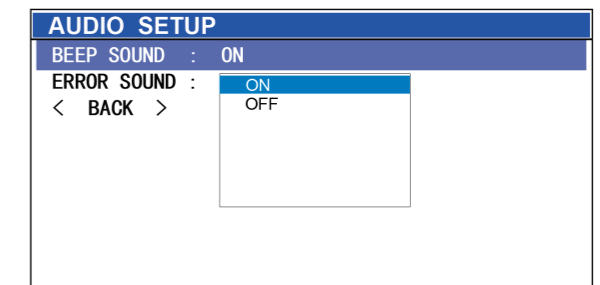 AUDIO SETUP
BEEP SOUND : ON
ERROR SOUND :
ON
< BACK >
OFF